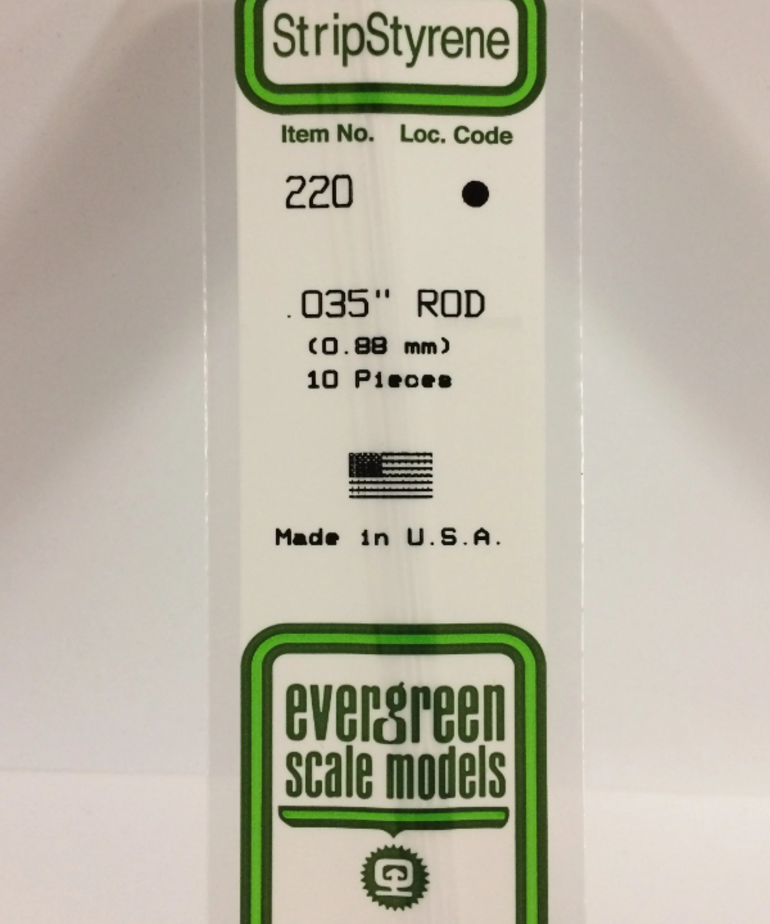 StripStyrene
Item No. Loc. Code
220 ●
.035" ROD
(0.88 mm)
10 Pieces
Made in U.S.A.
evergreen
scale models